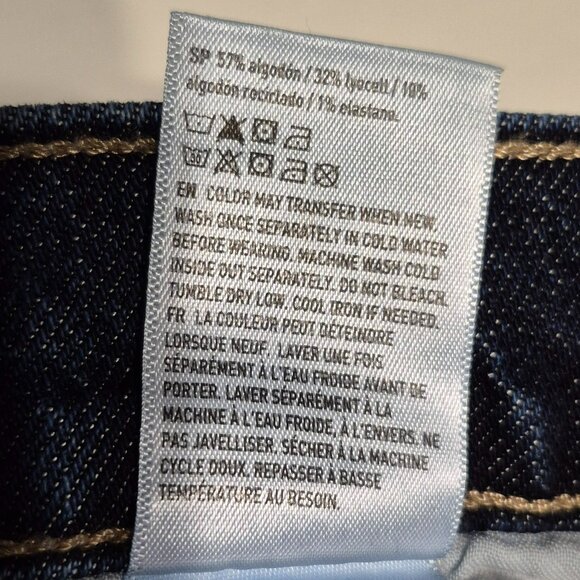 SP 57% algodón / 32% lyocell / 10%
algodón reciclado / 1% elastano.
30
EN COLOR MAY TRANSFER WHEN NEW.
WASH ONCE SEPARATELY IN COLD WATER
BEFORE WEARING. MACHINE WASH COLD
INSIDE OUT SEPARATELY. DO NOT BLEACH.
TUMBLE DRY LOW. COOL IRON IF NEEDED.
FR LA COULEUR PEUT DÉTEINDRE
LORSQUE NEUF. LAVER UNE FOIS
SÉPARÉMENT À L'EAU FROIDE AVANT DE
PORTER. LAVER SÉPARÉMENT À LA
MACHINE À L'EAU FROIDE, À L'ENVERS. NE
PAS JAVELLISER. SÉCHER À LA MACHINE
CYCLE DOUX. REPASSER À BASSE
TEMPÉRATURE AU BESOIN.